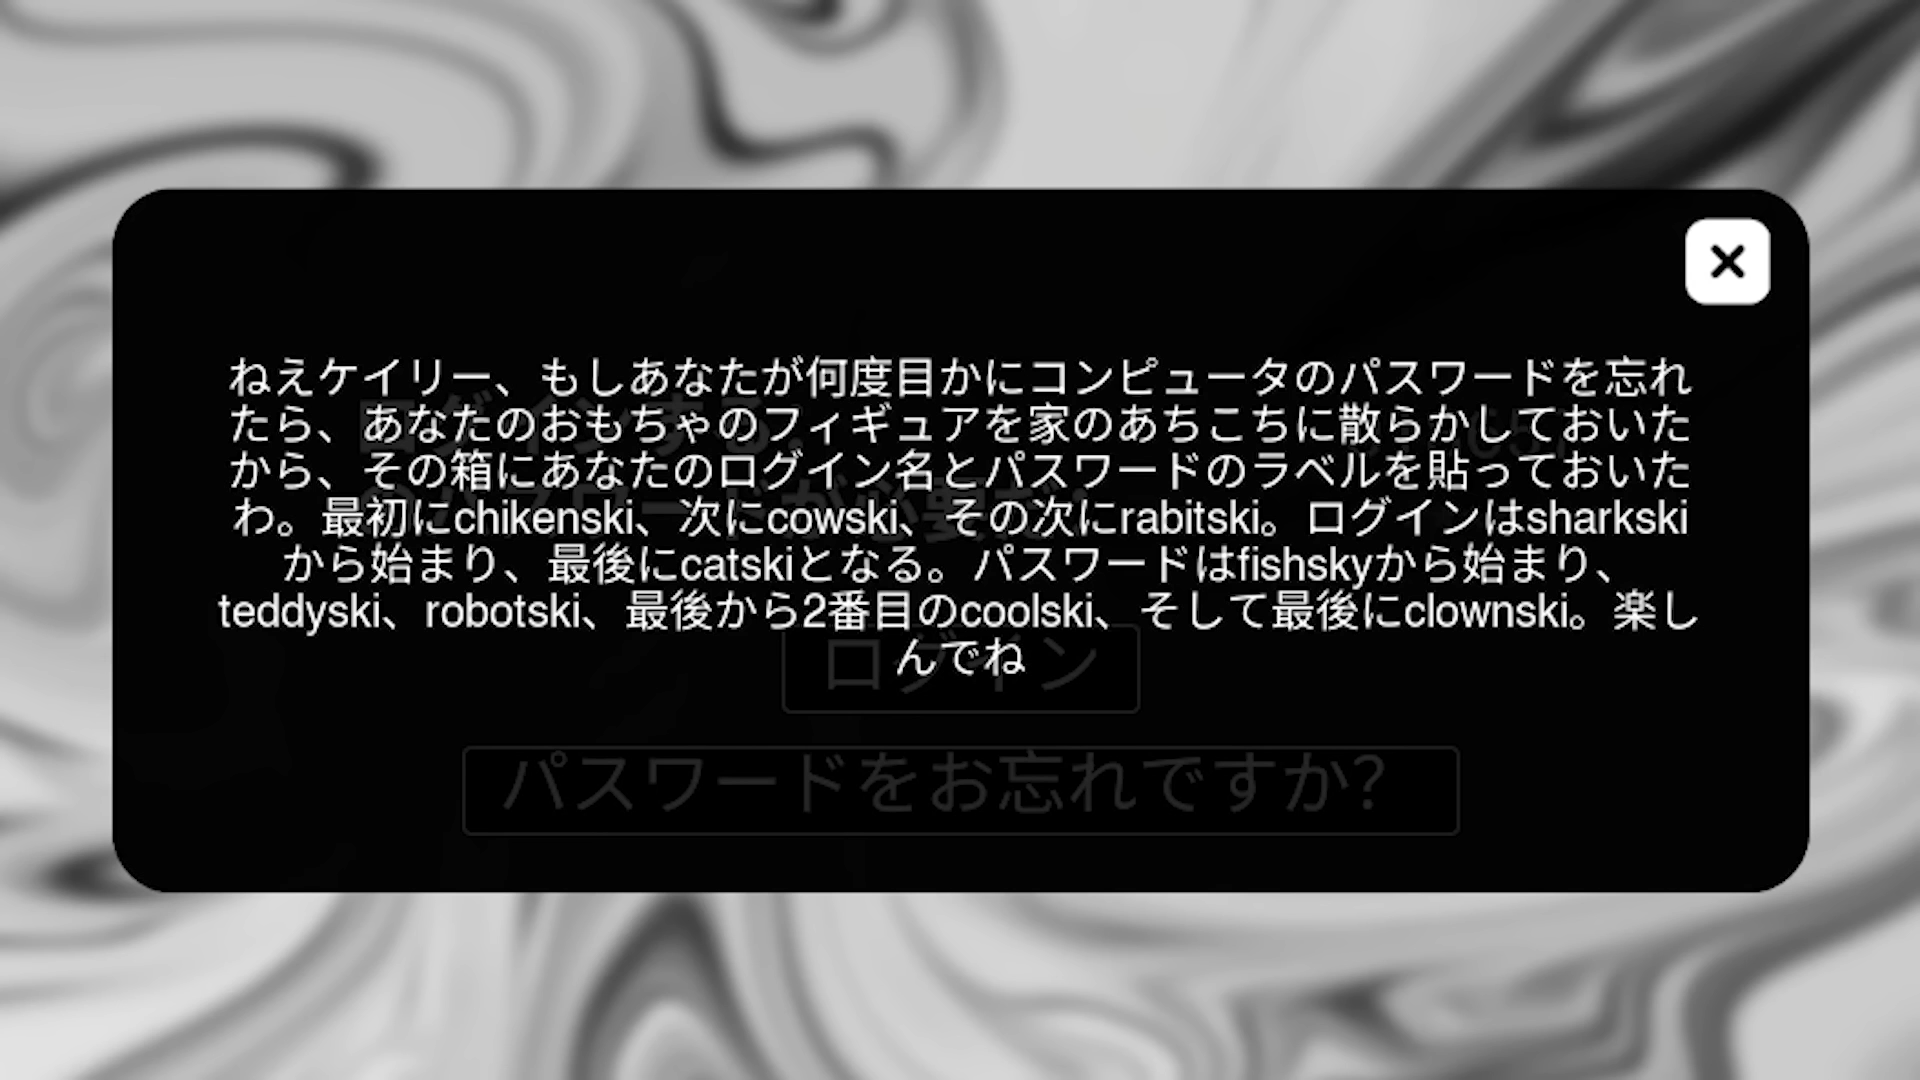 ねえケイリー、もしあなたが何度目かにコンピュータのパスワードを忘れ
たら、あなたのおもちゃのフィギュアを家のあちこちに散らかしておいた
から、その箱にあなたのログイン名とパスワードのラベルを貼っておいた
わ。最初にchikenski、次にcowski、その次にrabitski。ログインはsharkski
から始まり、最後にcatskiとなる。パスワードはfishskyから始まり、
teddyski、robotski、最後から2番目のcoolski、そして最後にclownski。楽し
んでね
ログイン
パスワードをお忘れですか?